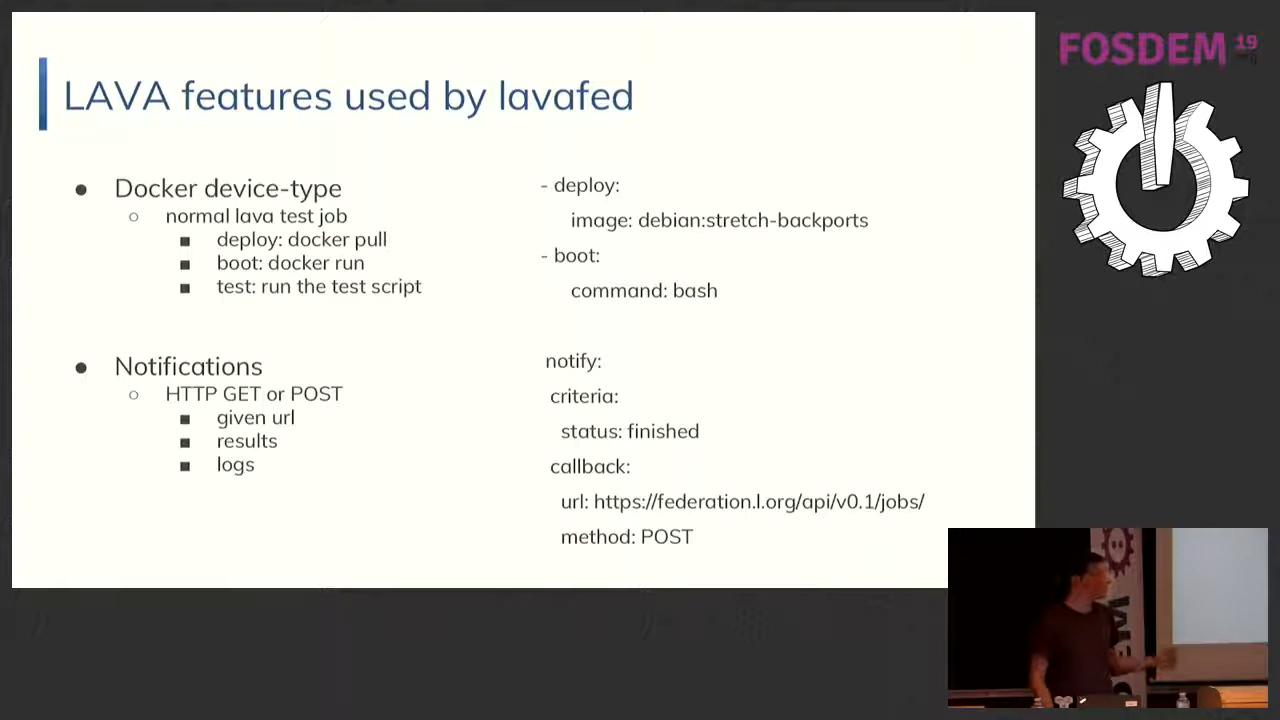 LAVA features used by lavafed
● Docker device-type
○ normal lava test job
■ deploy: docker pull
■ boot: docker run
■ test: run the test script
● Notifications
○ HTTP GET or POST
■ given url
■ results
■ logs
- deploy:
image: debian:stretch-backports
- boot:
command: bash
notify:
criteria:
status: finished
callback:
url: https://federation.l.org/api/v0.1/jobs/
method: POST
FOSDEM 19